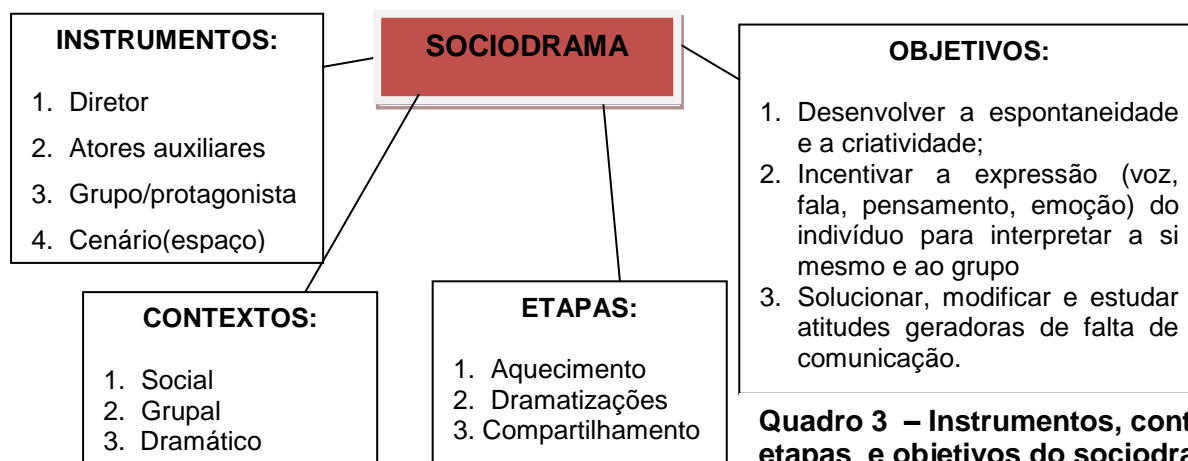 SOCIODRAMA
INSTRUMENTOS:
1. Diretor
2. Atores auxiliares
3. Grupo/protagonista
4. Cenário(espaço)
CONTEXTOS:
1. Social
2. Grupal
3. Dramático
ETAPAS:
1. Aquecimento
2. Dramatizações
3. Compartilhamento
OBJETIVOS:
1. Desenvolver a espontaneidade
e a criatividade;
2. Incentivar a expressão (voz,
fala, pensamento, emoção) do
indivíduo para interpretar a si
mesmo e ao grupo
3. Solucionar, modificar e estudar
atitudes geradoras de falta de
comunicação.
Quadro 3 – Instrumentos,
etapas e objetivos do